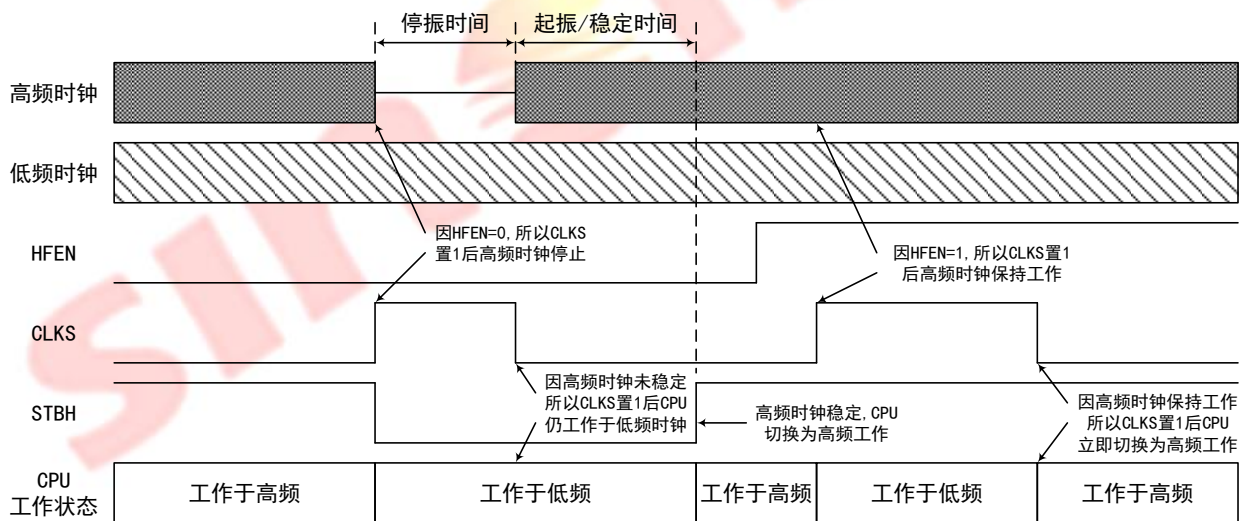 停振时间
起振/稳定时间
高频时钟
低频时钟
因HFEN=0,所以CLKS
置1后高频时钟停止
HFEN
因HFEN=1,所以CLKS置1
后高频时钟保持工作
CLKS
因高频时钟未稳定
所以CLKS置1后CPU
仍工作于低频时钟
STBH
高频时钟稳定,CPU
切换为高频工作
因高频时钟保持工作
所以CLKS置1后CPU
立即切换为高频工作
CPU
工作状态
工作于高频
工作于低频
工作于高频
工作于低频
工作于高频